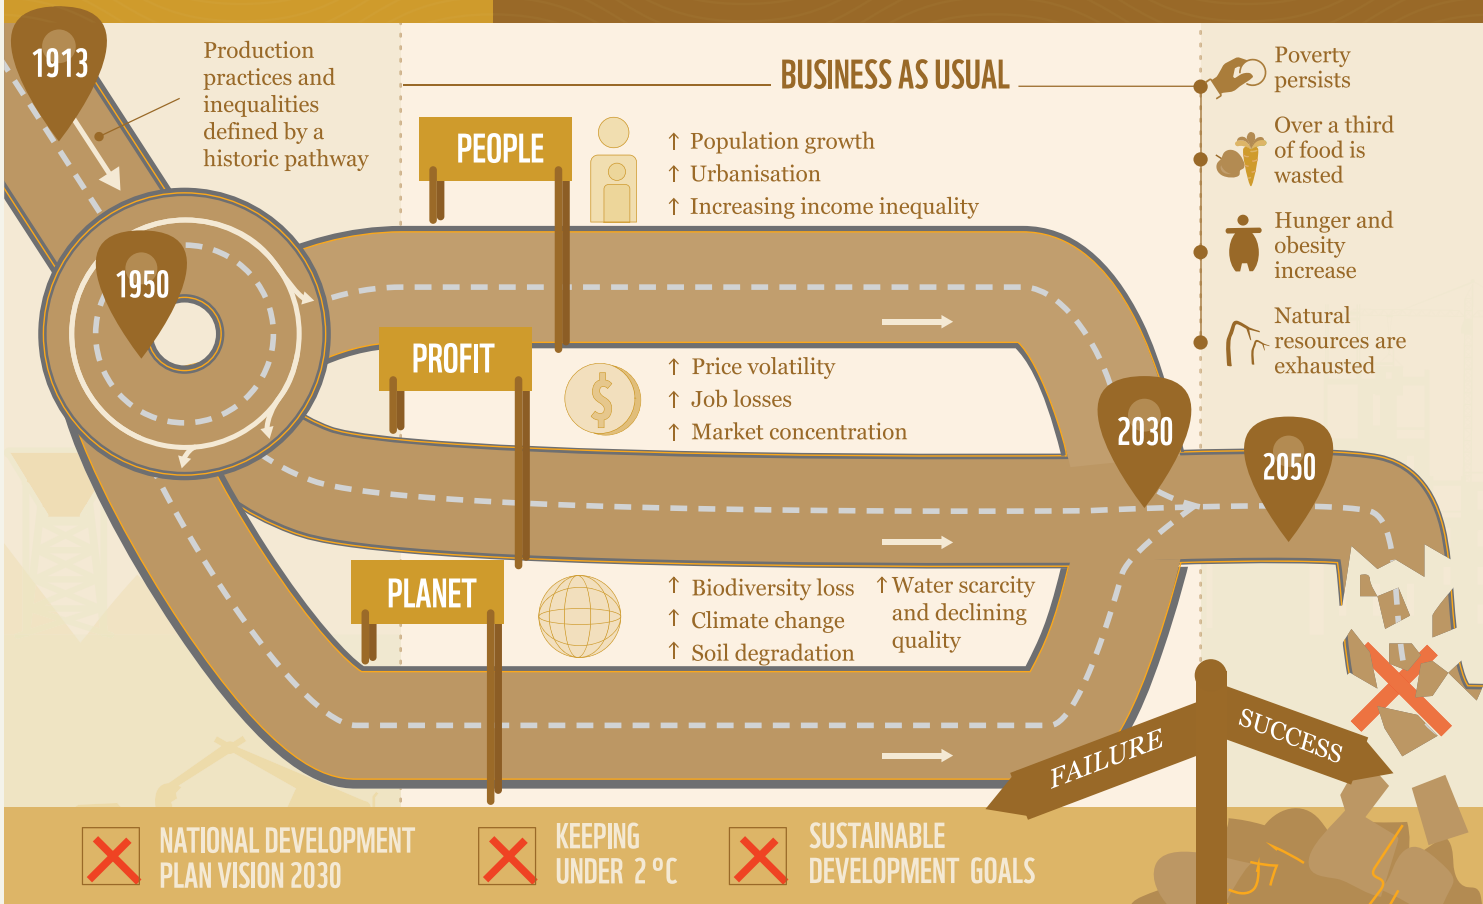 1913
Production
practices and
inequalities
defined by a
historic pathway
1950
BUSINESS AS USUAL
PEOPLE
↑ Population growth
↑ Urbanisation
↑ Increasing income inequality
PROFIT
$
↑ Price volatility
↑ Job losses
↑ Market concentration
PLANET
↑ Biodiversity loss
↑ Climate change
↑ Soil degradation
↑ Water scarcity
and declining
quality
2030
2050
Poverty
persists
Over a third
of food is
wasted
Hunger and
obesity
increase
Natural
resources are
exhausted
FAILURE
SUCCESS
NATIONAL DEVELOPMENT
PLAN VISION 2030
KEEPING
UNDER 2 °C
SUSTAINABLE
DEVELOPMENT GOALS